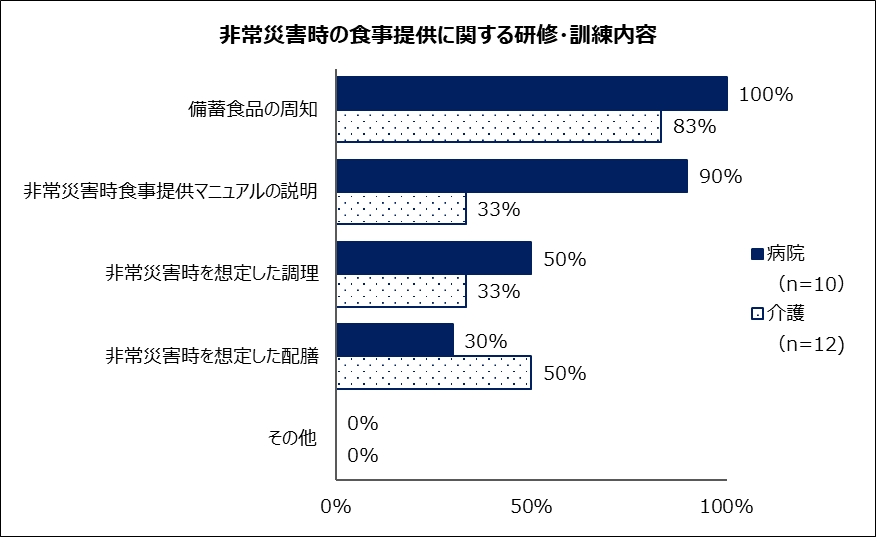 非常災害時の食事提供に関する研修・訓練内容
備蓄食品の周知
100%
83%
非常災害時食事提供マニュアルの説明
90%
33%
非常災害時を想定した調理
50%
33%
非常災害時を想定した配膳
30%
50%
その他
0%
0%
0%
50%
100%
病院
（n=10）
介護
（n=12)